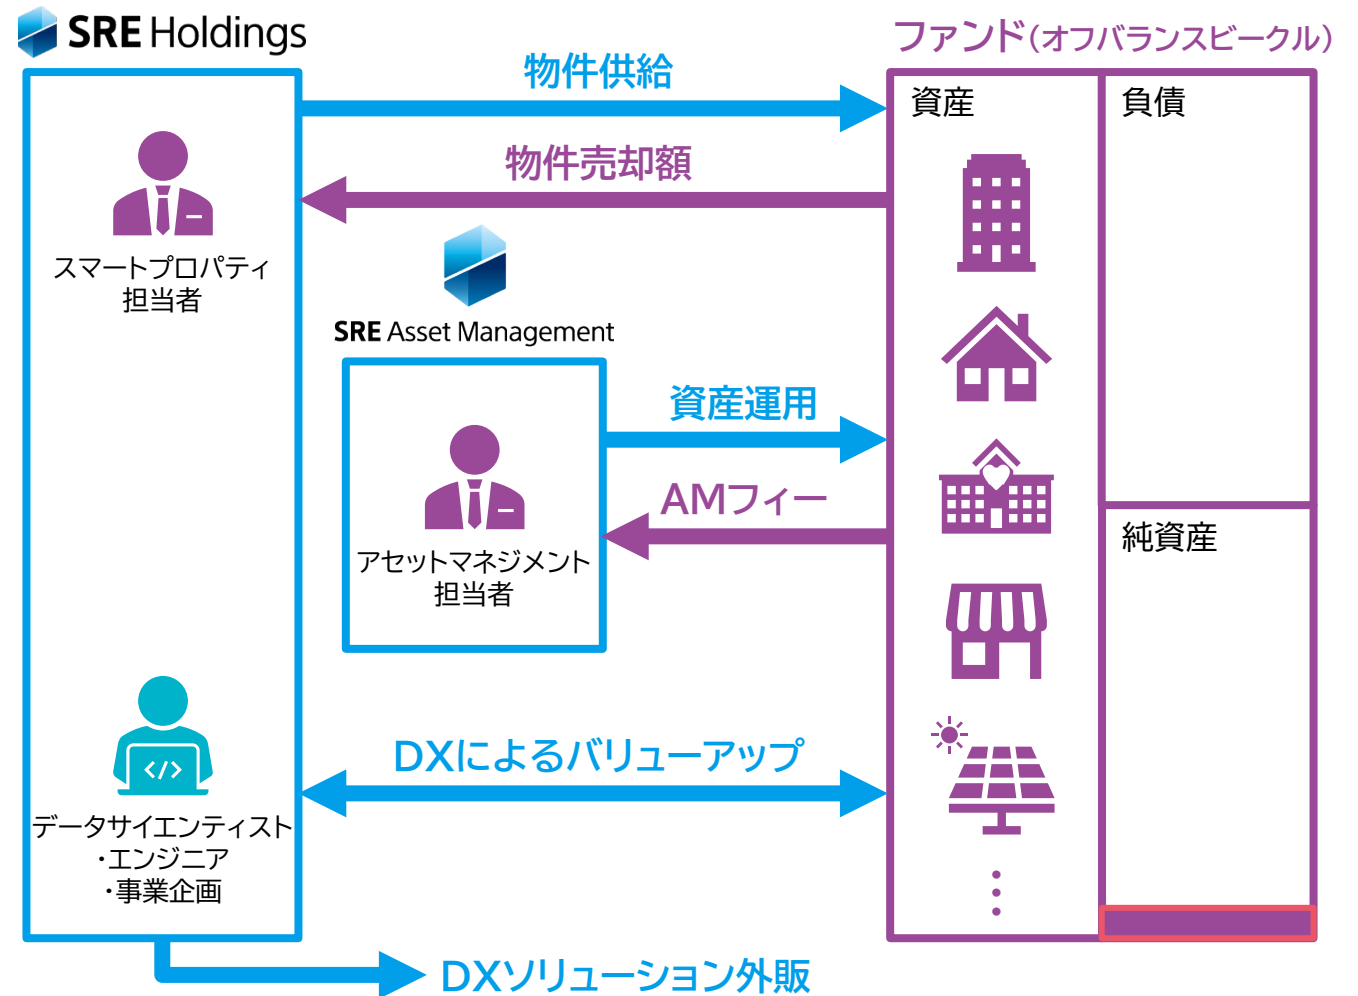 SRE Holdings
ファンド(オフバランスビークル)
物件供給
資産
負債
物件売却額
スマートプロパティ
担当者
SRE Asset Management
資産運用
AMフィー
純資産
アセットマネジメント
担当者
DXによるバリューアップ
</>
データサイエンティスト
・エンジニア
・事業企画
DXソリューション外販